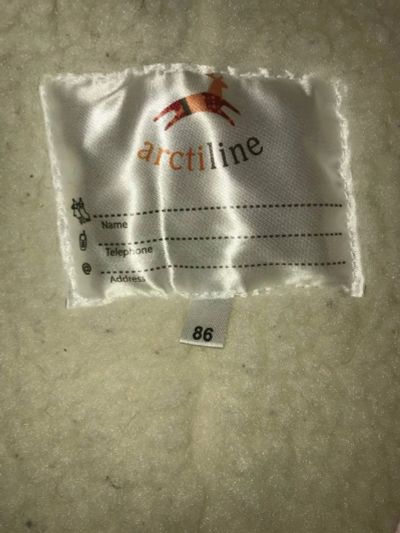 arctiline
Name
Telephone
@ Address
86